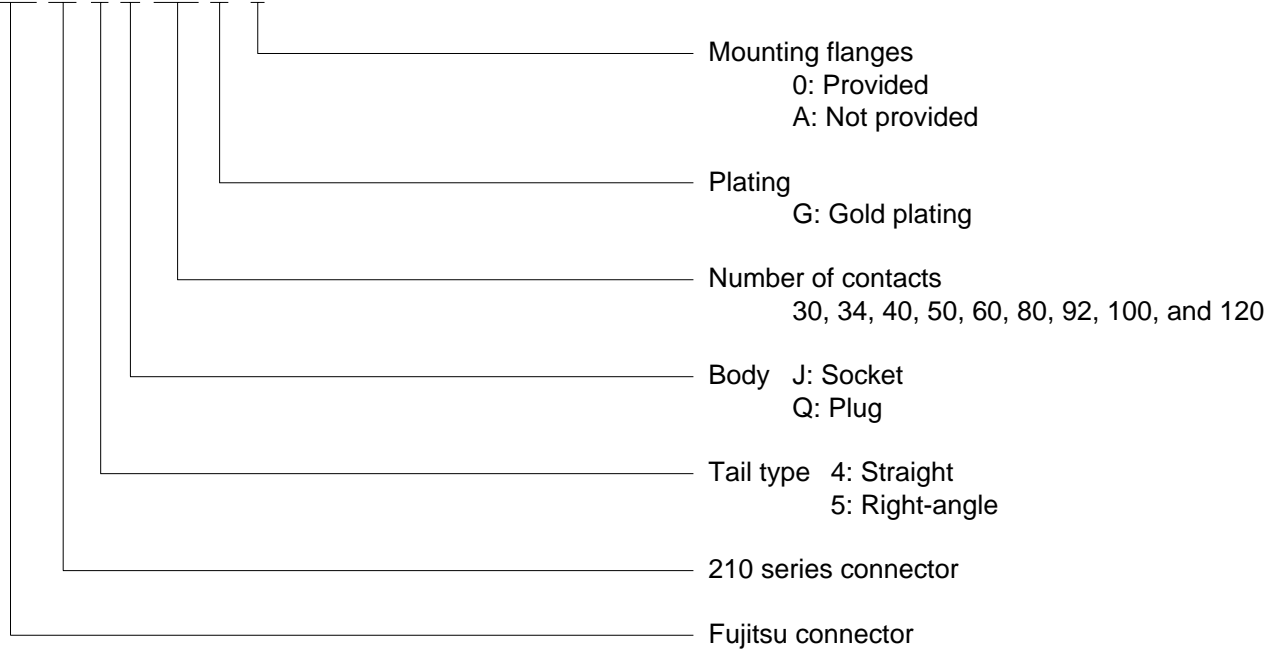 Mounting flanges
0: Provided
A: Not provided
Plating
G: Gold plating
Number of contacts
30, 34, 40, 50, 60, 80, 92, 100, and 120
Body J: Socket
Q: Plug
Tail type 4: Straight
5: Right-angle
210 series connector
Fujitsu connector